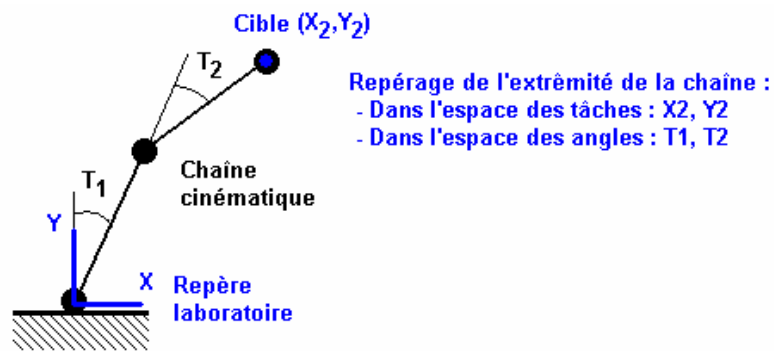 Cible (X2,Y2)
T2
Repérage de l'extrêmité de la chaîne :
- Dans l'espace des tâches : X2, Y2
- Dans l'espace des angles : T1, T2
T1
Chaîne
cinématique
Y
X
Repère
laboratoire